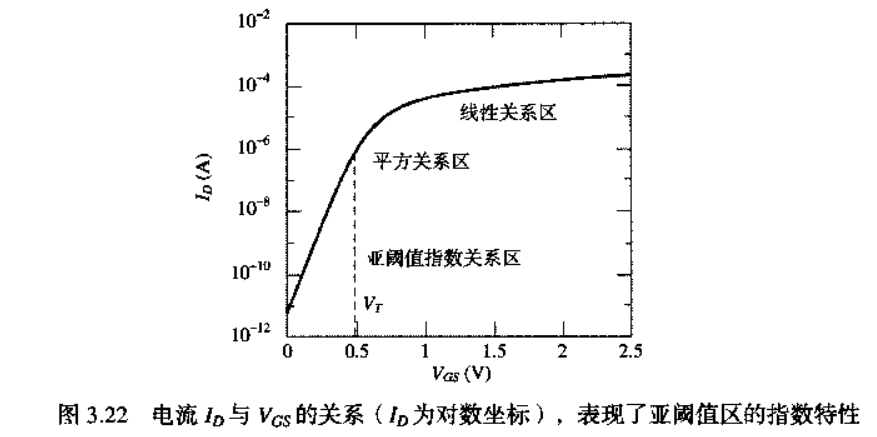 10⁻²
10⁻⁴
线性关系区
10⁻⁶
平方关系区
I_D (A)
10⁻⁸
亚阈值指数关系区
10⁻¹⁰
V_T
10⁻¹²
0 0.5 1 1.5 2 2.5
V_GS (V)
图 3.22 电流 I_D 与 V_GS 的关系（I_D 为对数坐标），表现了亚阈值区的指数特性